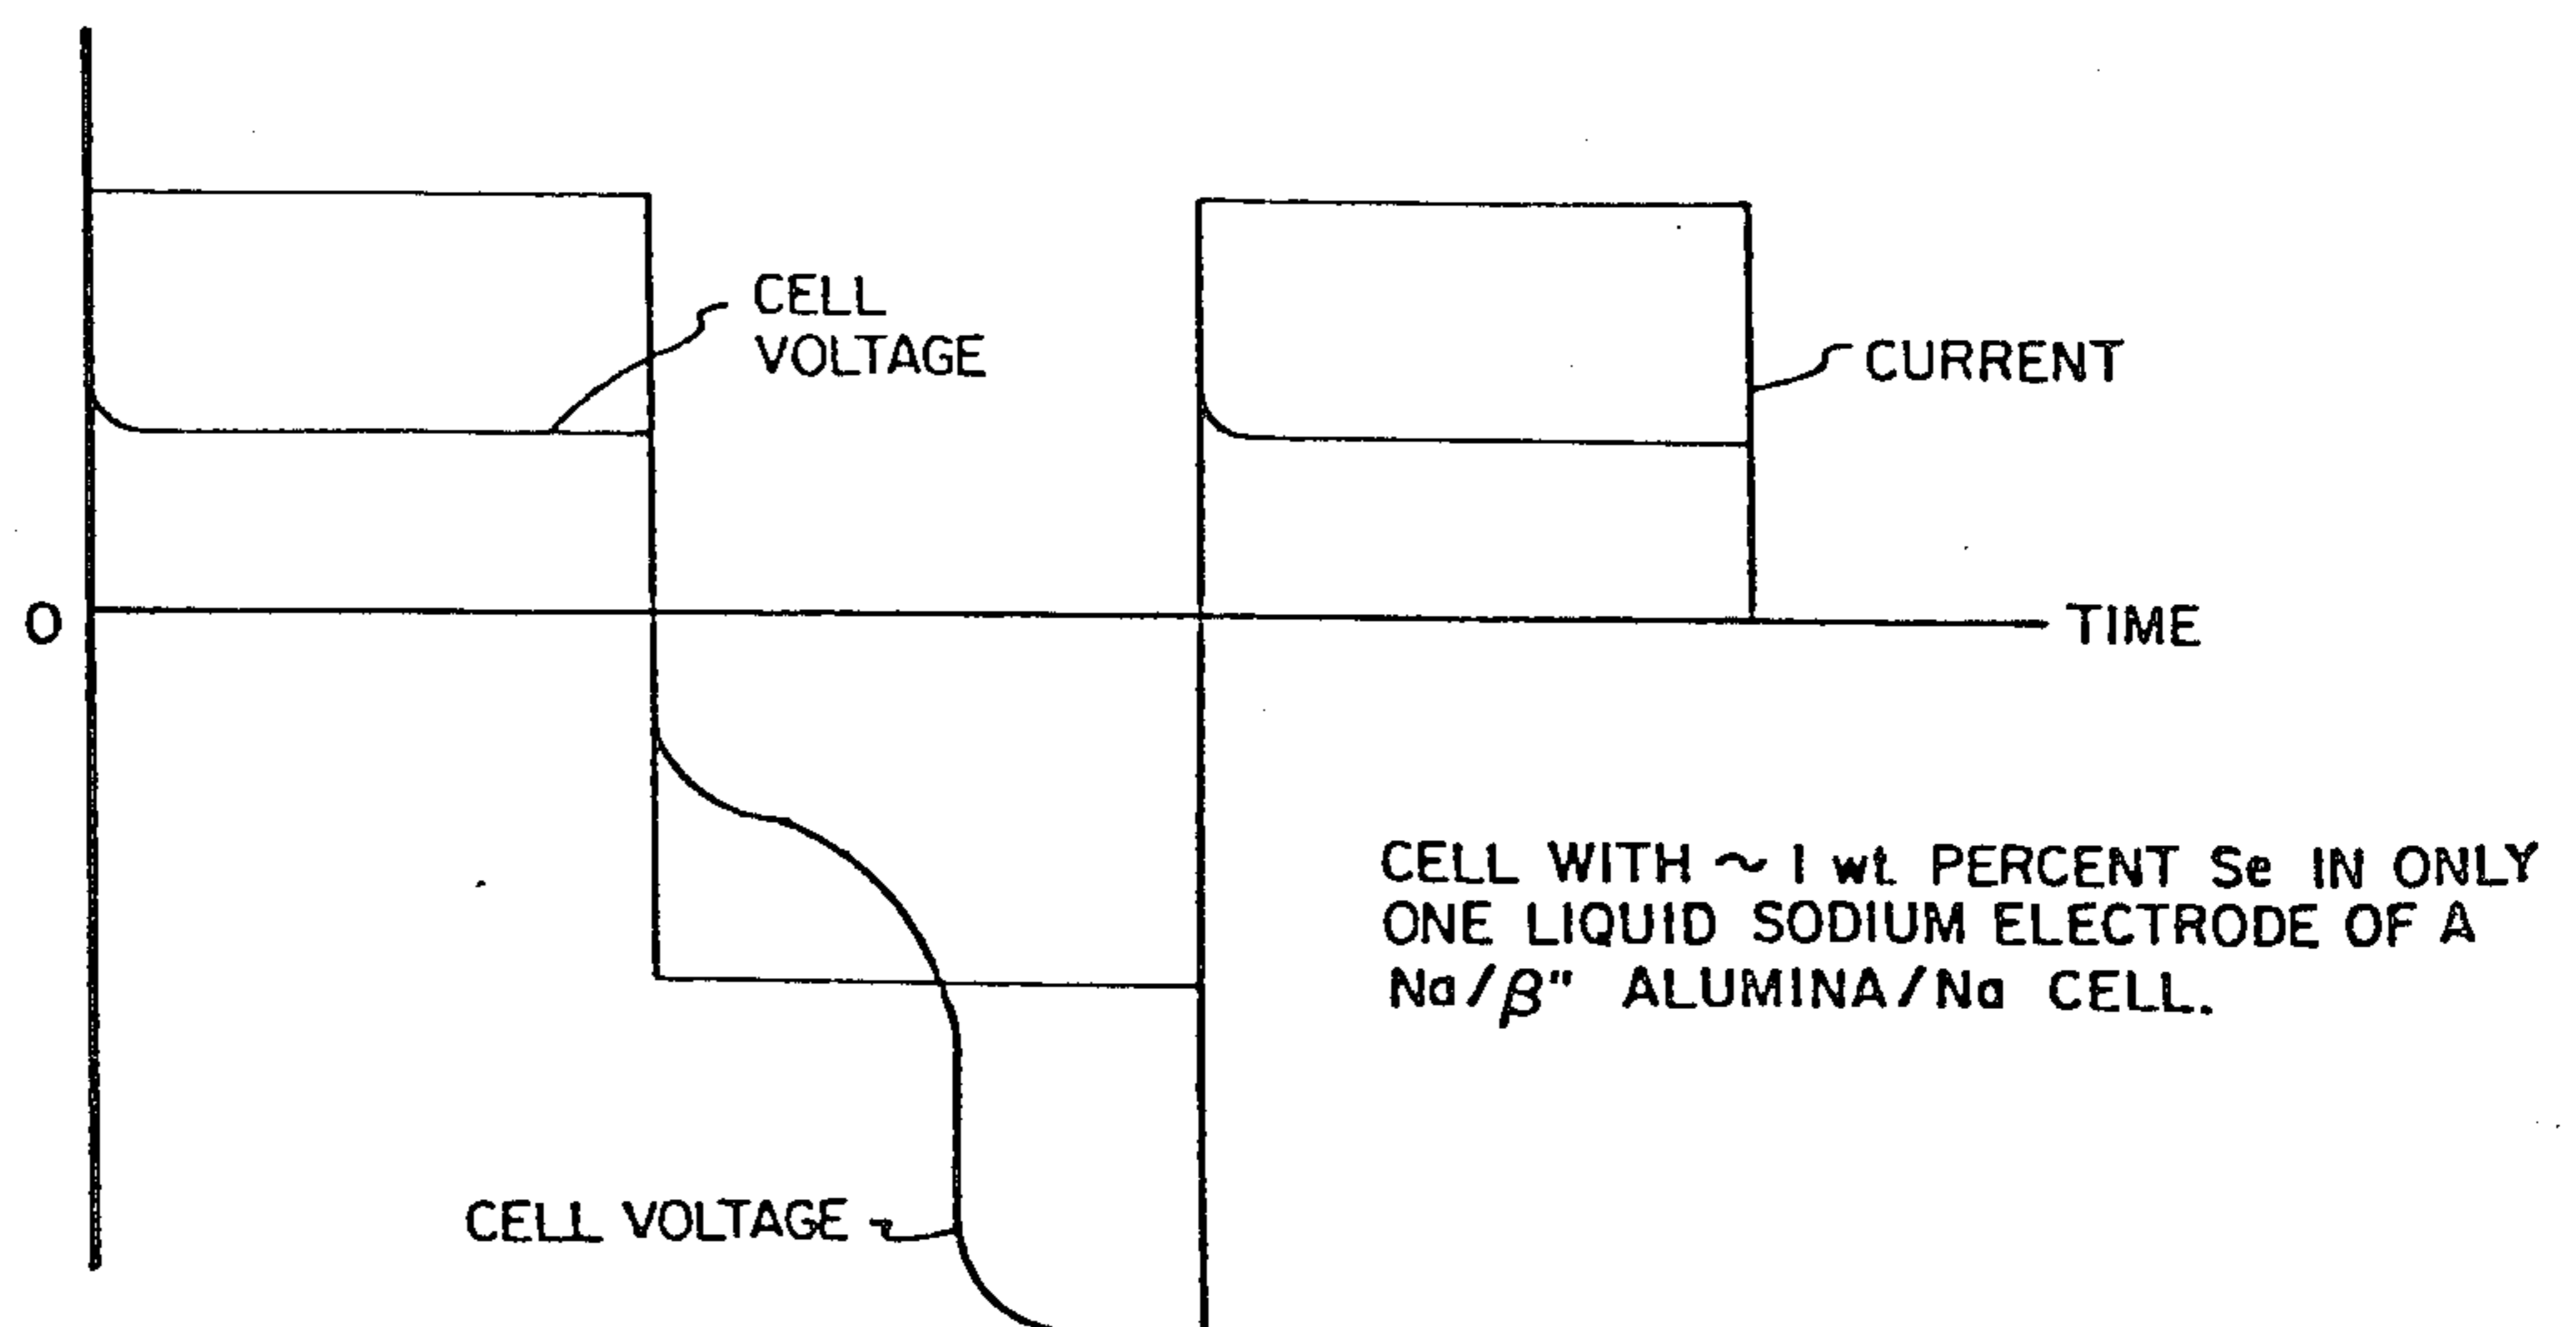 CELL
VOLTAGE
CURRENT
O
TIME
CELL WITH ~ 1 wt. PERCENT Se IN ONLY
ONE LIQUID SODIUM ELECTRODE OF A
Na/β" ALUMINA/Na CELL.
CELL VOLTAGE